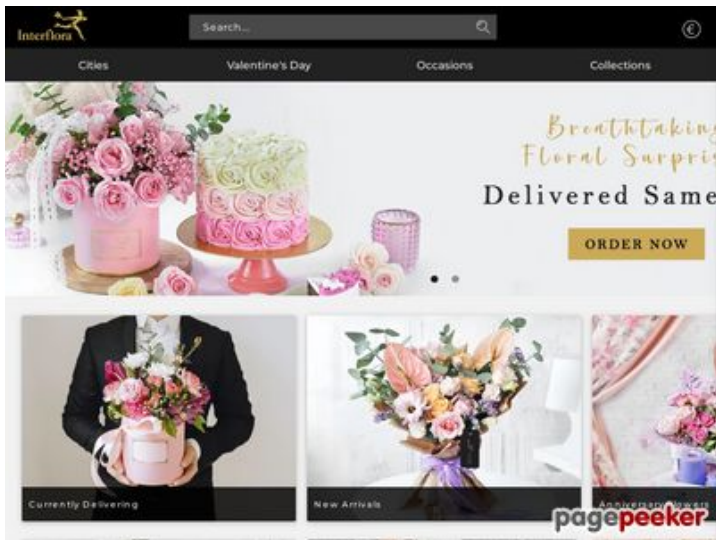 Interflora
Search...
€
Cities
Valentine's Day
Occasions
Collections
Breathtaking
Floral Surpris
Delivered Same
ORDER NOW
Currently Delivering
New Arrivals
Anniversary Flowers
pagepeeker